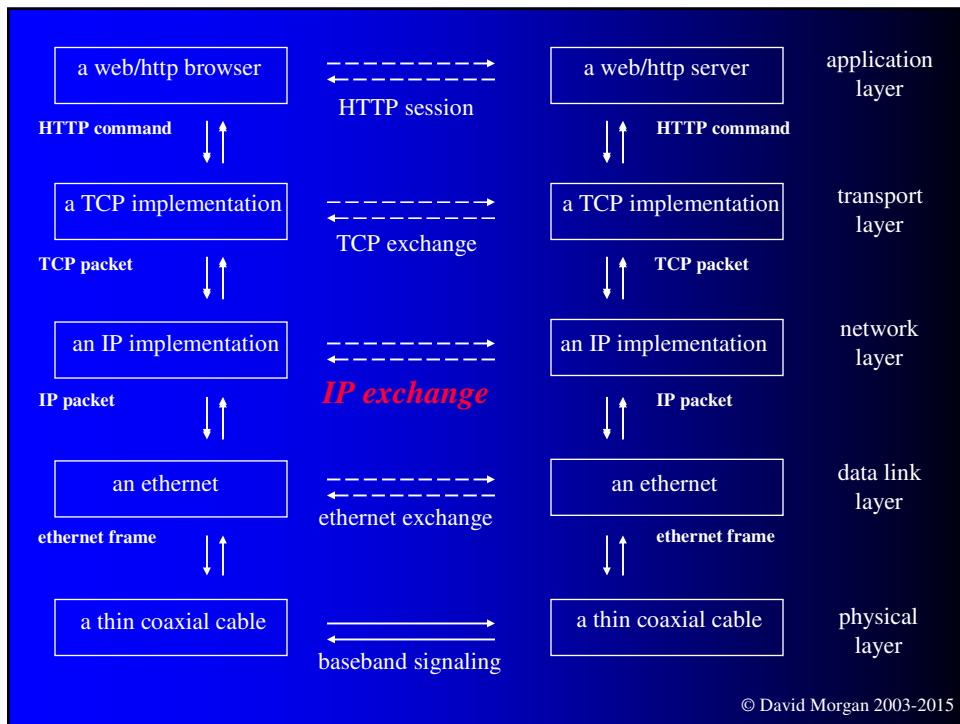 a web/http browser
a web/http server
application
layer
HTTP session
HTTP command
HTTP command
a TCP implementation
a TCP implementation
transport
layer
TCP exchange
TCP packet
TCP packet
an IP implementation
an IP implementation
network
layer
IP exchange
IP packet
IP packet
an ethernet
an ethernet
data link
layer
ethernet exchange
ethernet frame
ethernet frame
a thin coaxial cable
a thin coaxial cable
physical
layer
baseband signaling
© David Morgan 2003-2015